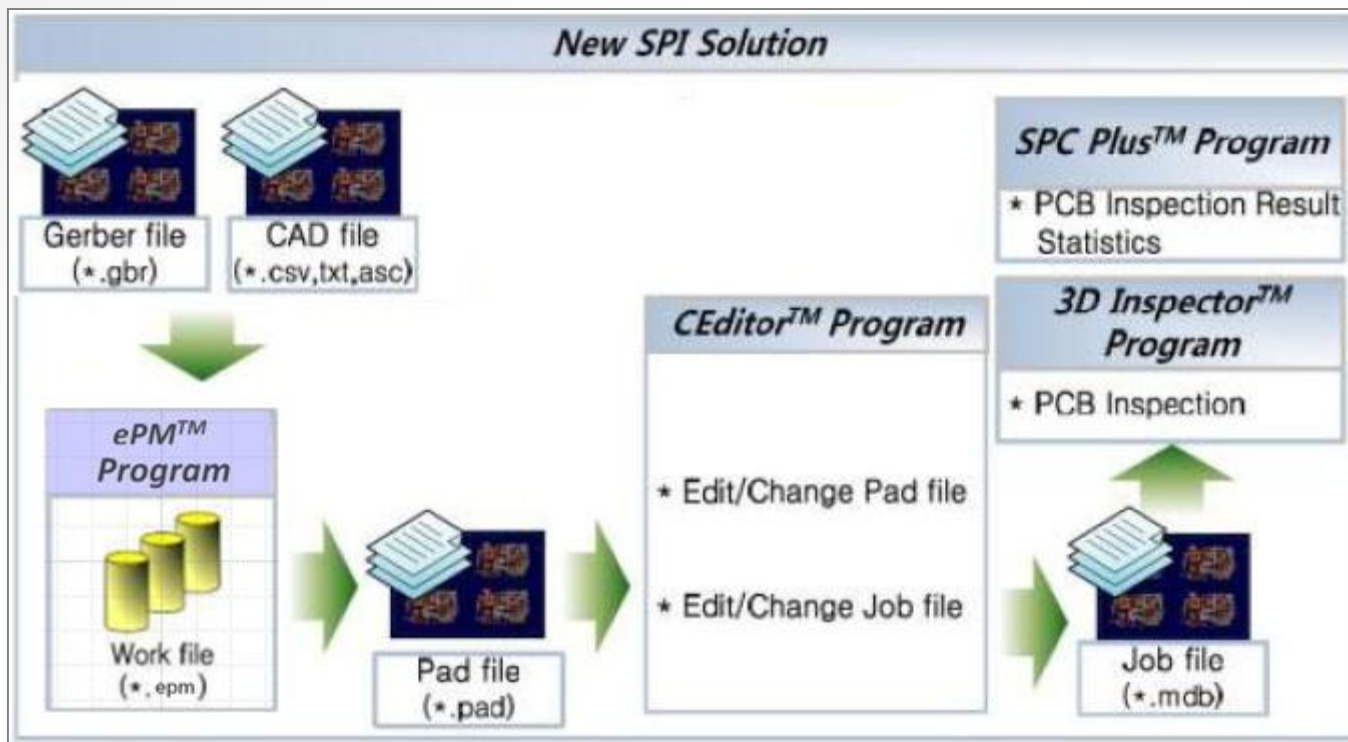 New SPI Solution
Gerber file
(*.gbr)
CAD file
(*.csv,txt,asc)
SPC Plus™ Program
* PCB Inspection Result
Statistics
3D Inspector™
Program
* PCB Inspection
CEditor™ Program
* Edit/Change Pad file
* Edit/Change Job file
ePM™
Program
Work file
(*.epm)
Pad file
(*.pad)
Job file
(*.mdb)